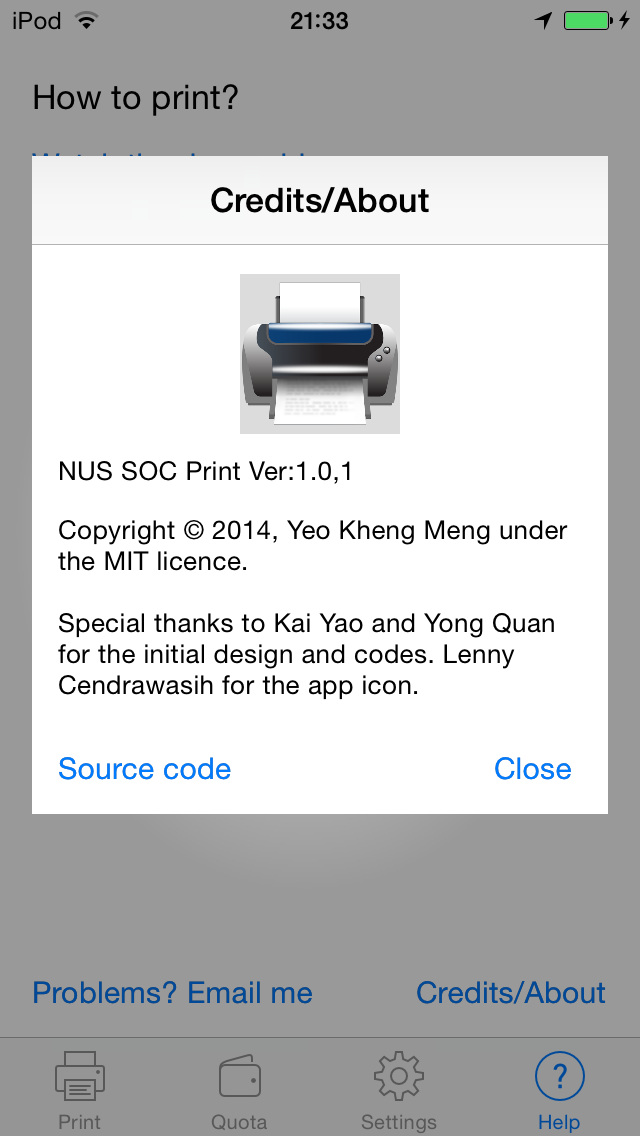 iPod 21:33
How to print?
Credits/About
NUS SOC Print Ver:1.0,1
Copyright © 2014, Yeo Kheng Meng under
the MIT licence.
Special thanks to Kai Yao and Yong Quan
for the initial design and codes. Lenny
Cendrawasih for the app icon.
Source code Close
Problems? Email me Credits/About
Print Quota Settings Help